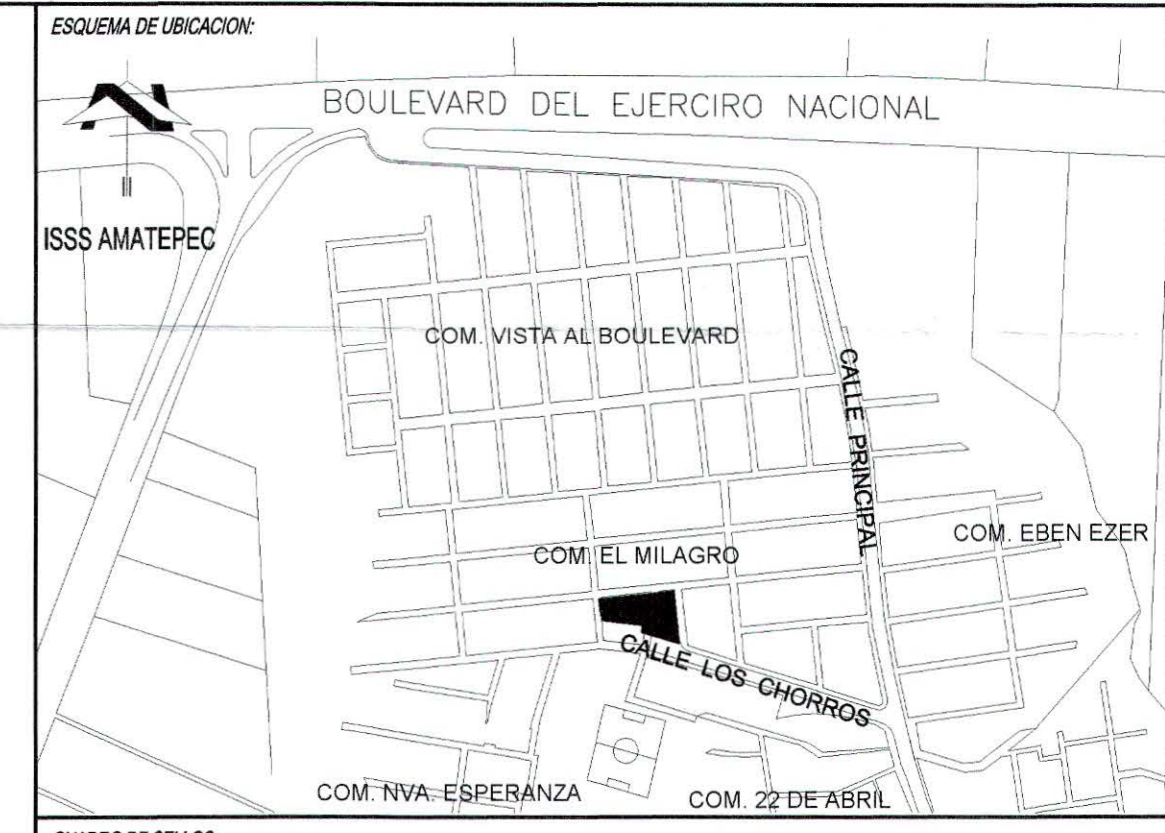 ESQUEMA DE UBICACION:
BOULEVARD DEL EJERCIRO NACIONAL
N
ISSS AMATEPEC
COM. VISTA AL BOULEVARD
CALLE PRINCIPAL
COM. EBEN EZER
COM. EL MILAGRO
CALLE LOS CHORROS
COM. NVA. ESPERANZA
COM. 22 DE ABRIL